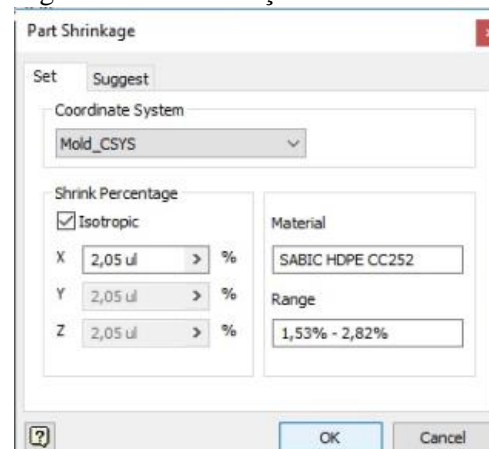 Part Shrinkage
Set Suggest
Coordinate System
Mold_CSYS
Shrink Percentage
Isotropic
Material
X 2,05 ul > % SABIC HDPE CC252
Y 2,05 ul > % Range
Z 2,05 ul > % 1,53% - 2,82%
? OK Cancel